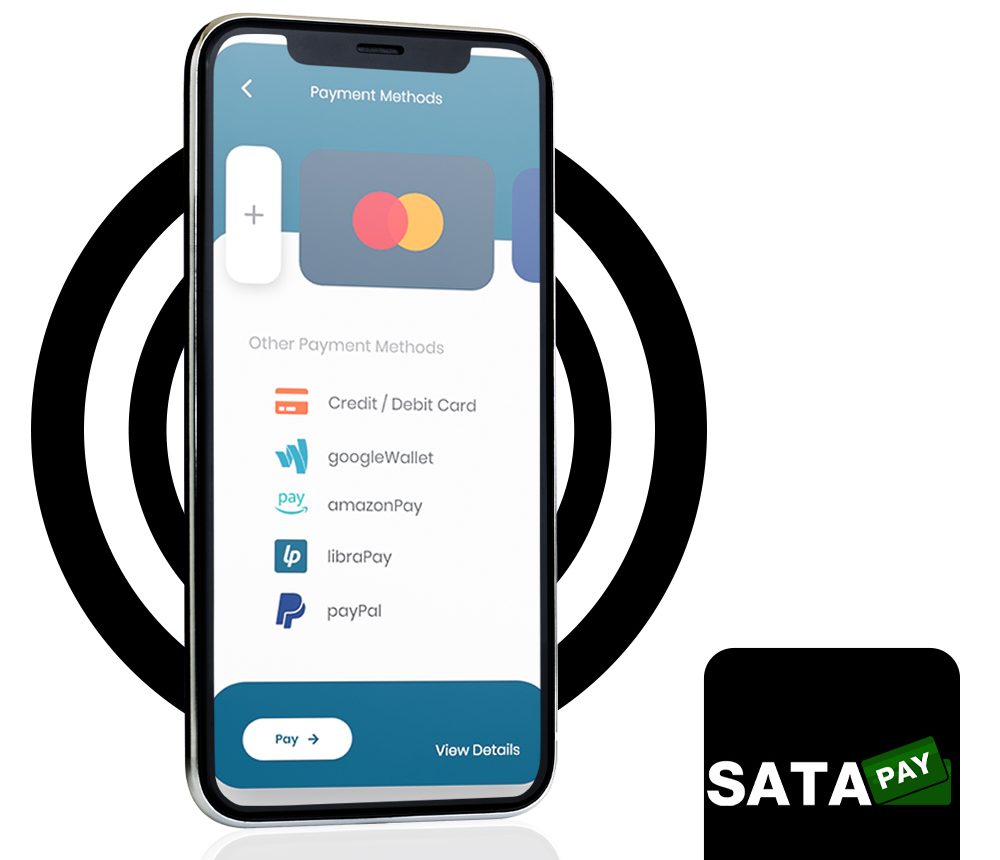 Payment Methods
+
Other Payment Methods
Credit / Debit Card
googleWallet
pay
amazonPay
lp
libraPay
payPal
Pay →
View Details
SATA PAY